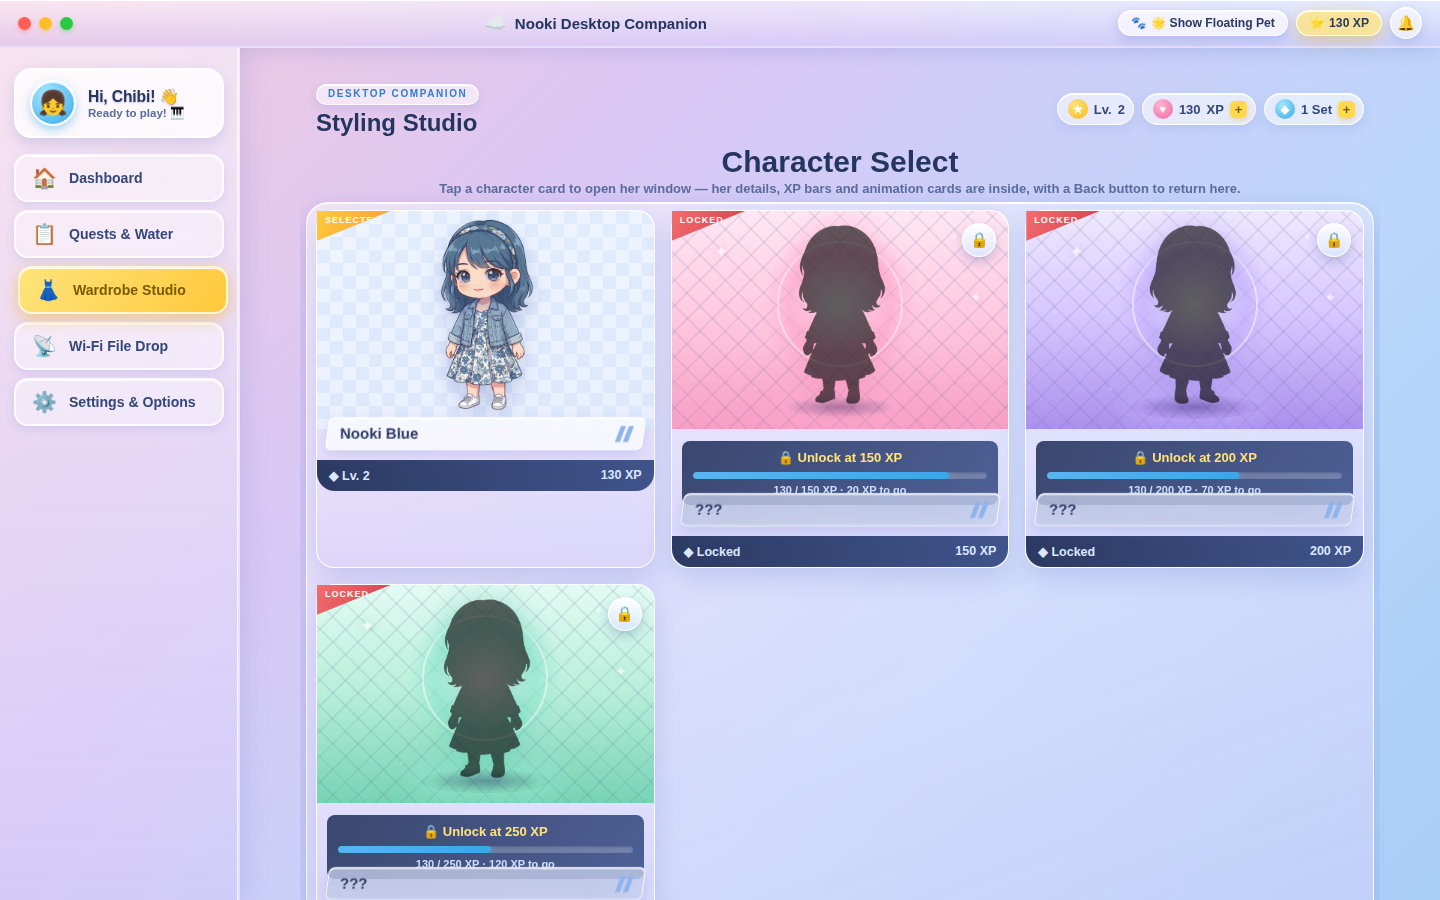 Nooki Desktop Companion
Show Floating Pet
130 XP
Hi, Chibi!
Ready to play!
Dashboard
Quests & Water
Wardrobe Studio
Wi-Fi File Drop
Settings & Options
DESKTOP COMPANION
Styling Studio
Lv. 2
130 XP +
1 Set +
Character Select
Tap a character card to open her window — her details, XP bars and animation cards are inside, with a Back button to return here.
Nooki Blue
Lv. 2
130 XP
LOCKED
Unlock at 150 XP
130 / 150 XP · 20 XP to go
???
Locked
150 XP
LOCKED
Unlock at 200 XP
130 / 200 XP · 70 XP to go
???
Locked
200 XP
LOCKED
Unlock at 250 XP
130 / 250 XP · 120 XP to go
???